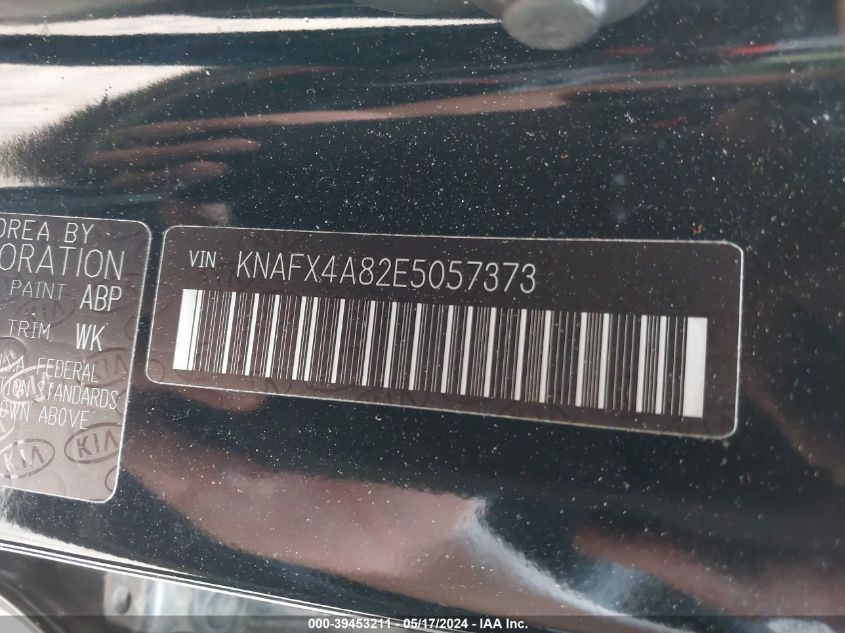 OREA BY
ORATION
PAINT ABP
TRIM WK
FEDERAL
STANDARDS
OWN ABOVE
KIA KIA
VIN KNAFX4A82E5057373
000-39453211 - 05/17/2024 - IAA Inc.